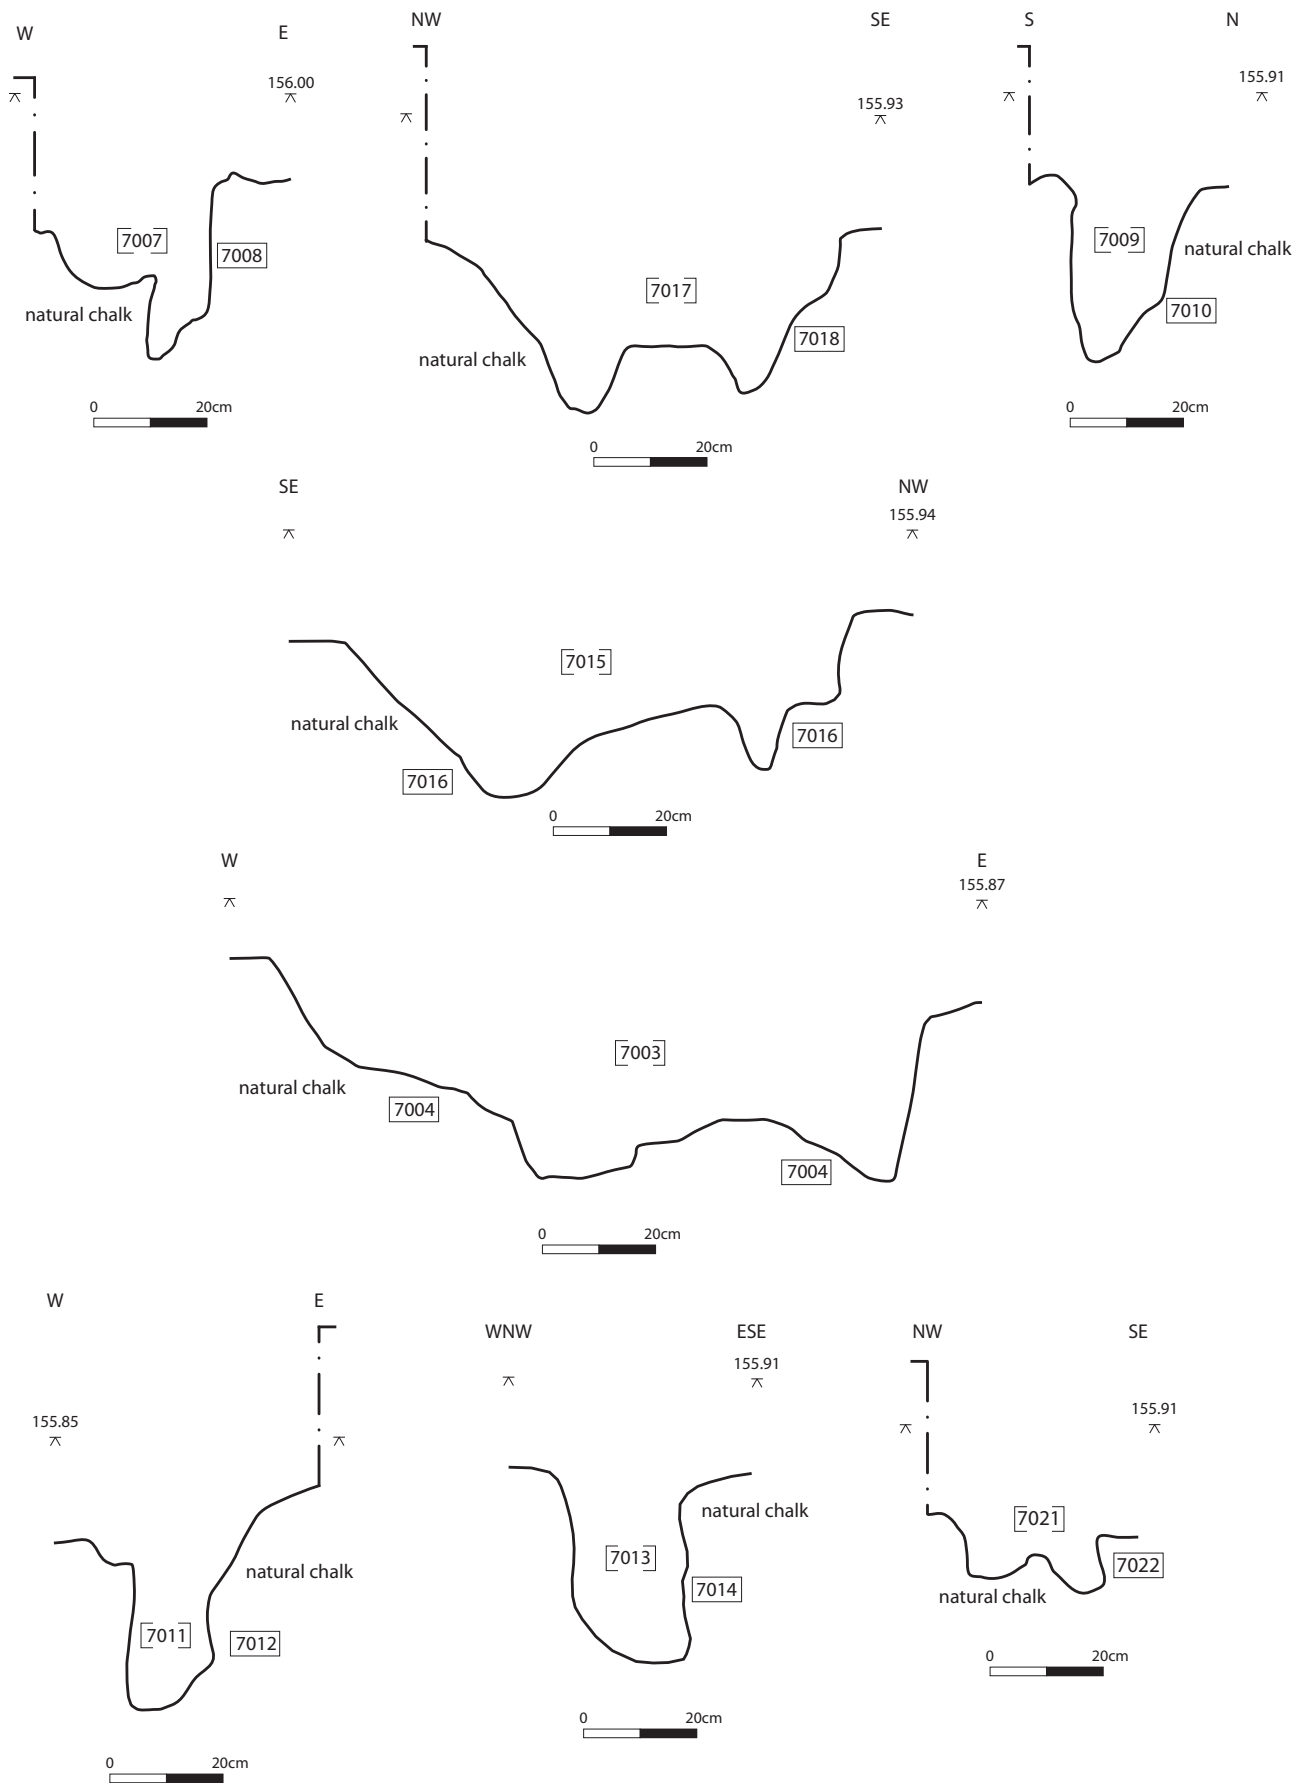 W
E
156.00
7007
7008
natural chalk
0 20cm
NW
SE
155.93
7017
7018
natural chalk
0 20cm
S
N
155.91
7009
natural chalk
7010
0 20cm
SE
NW
155.94
7015
natural chalk
7016
7016
0 20cm
W
E
155.87
7003
natural chalk
7004
7004
0 20cm
W
E
155.85
natural chalk
7011
7012
0 20cm
WNW
ESE
155.91
natural chalk
7013
7014
0 20cm
NW
SE
155.91
7021
7022
natural chalk
0 20cm